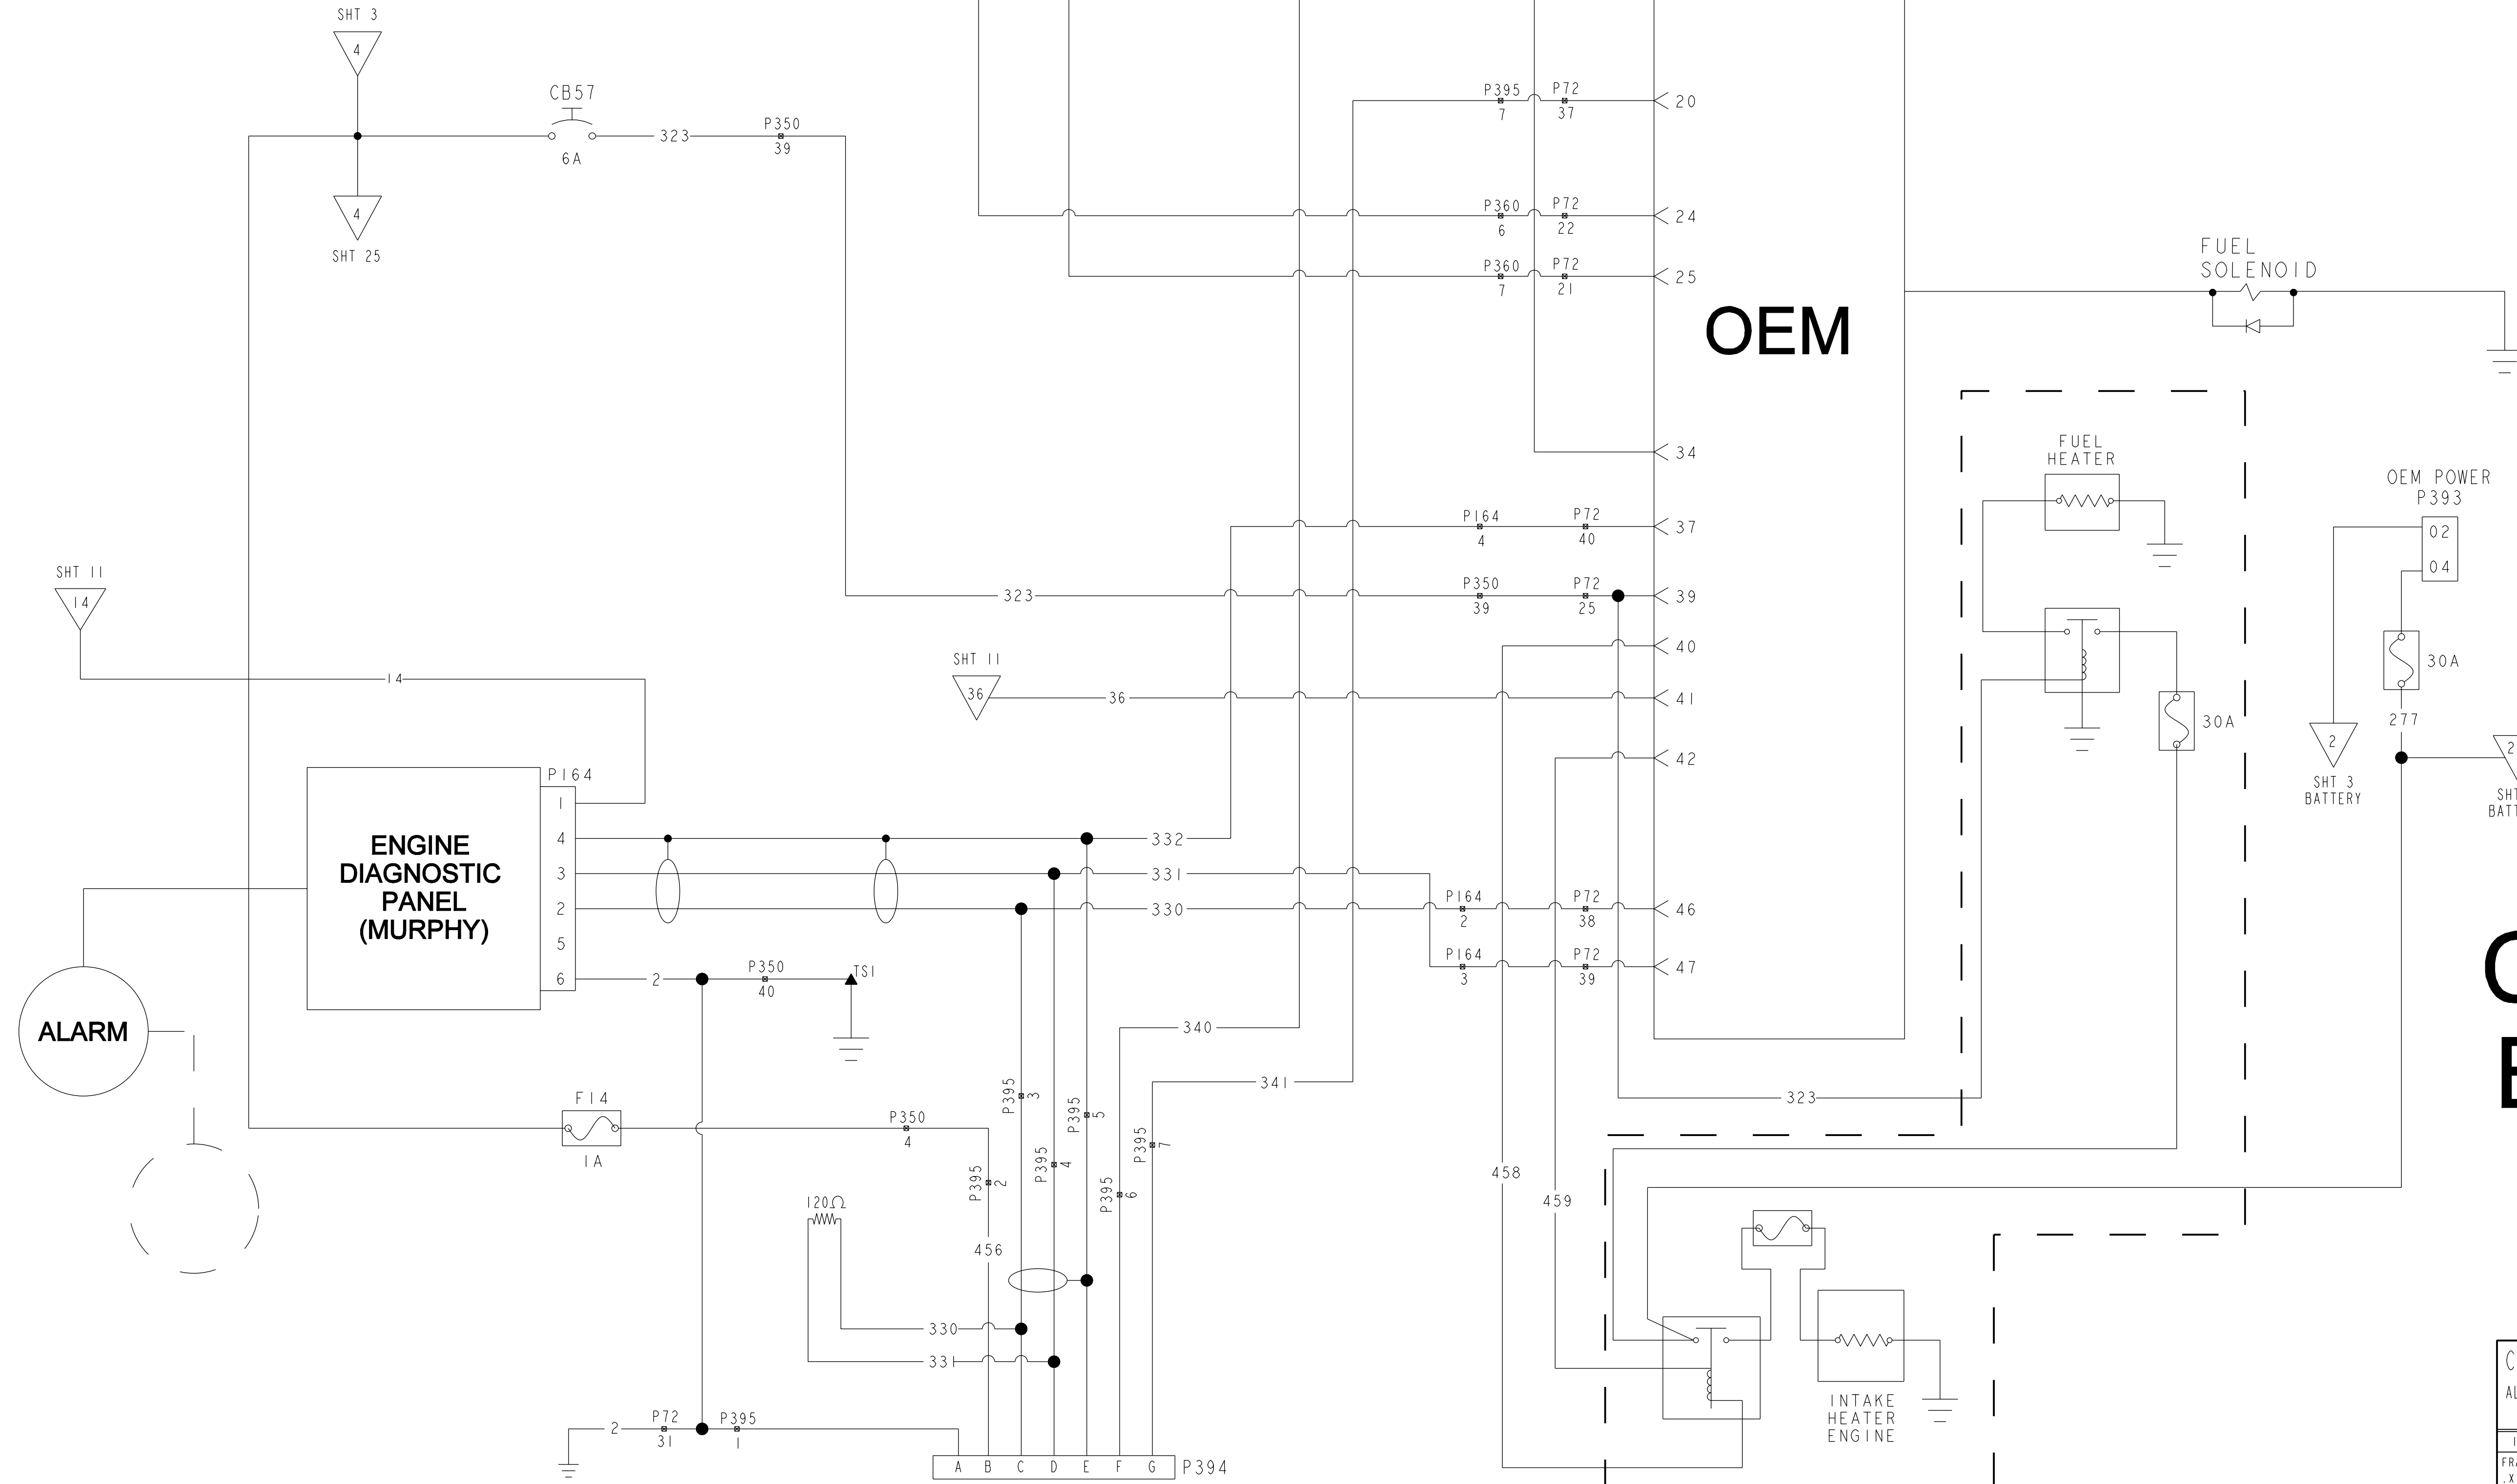 SHT 3
4
CB57
6A
323
P350
39
4
SHT 25
P395
7
P72
37
20
P360
6
P72
22
24
P360
7
P72
21
25
OEM
FUEL
SOLENOID
34
FUEL
HEATER
OEM POWER
P393
02
04
P164
4
P72
40
37
SHT 11
14
323
P350
39
P72
25
39
40
SHT 11
36
36
41
14
30A
30A
277
42
2
SHT 3
BATTERY
2
P164
1
4
3
2
5
6
ENGINE
DIAGNOSTIC
PANEL
(MURPHY)
332
331
330
P164
2
P72
38
46
P164
3
P72
39
47
2
P350
40
TS1
ALARM
340
341
323
F14
1A
P350
4
P395
2
P395
3
P395
4
P395
5
P395
6
P395
7
458
459
120Ω
456
330
331
INTAKE
HEATER
ENGINE
2
P72
31
P395
1
A B C D E F G
P394